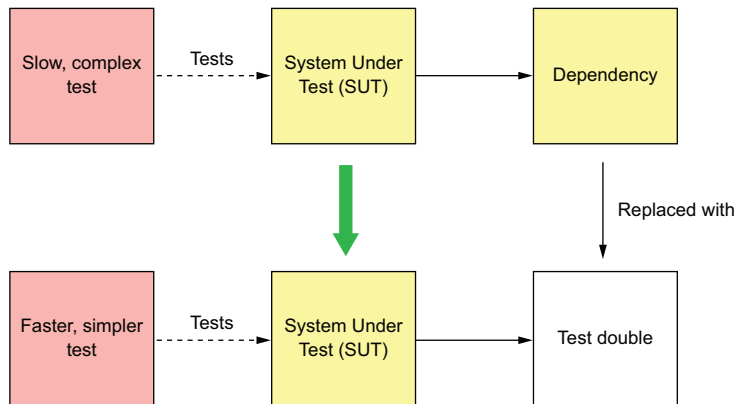 Slow, complex
test
Tests
System Under
Test (SUT)
Dependency
Replaced with
Faster, simpler
test
Tests
System Under
Test (SUT)
Test double